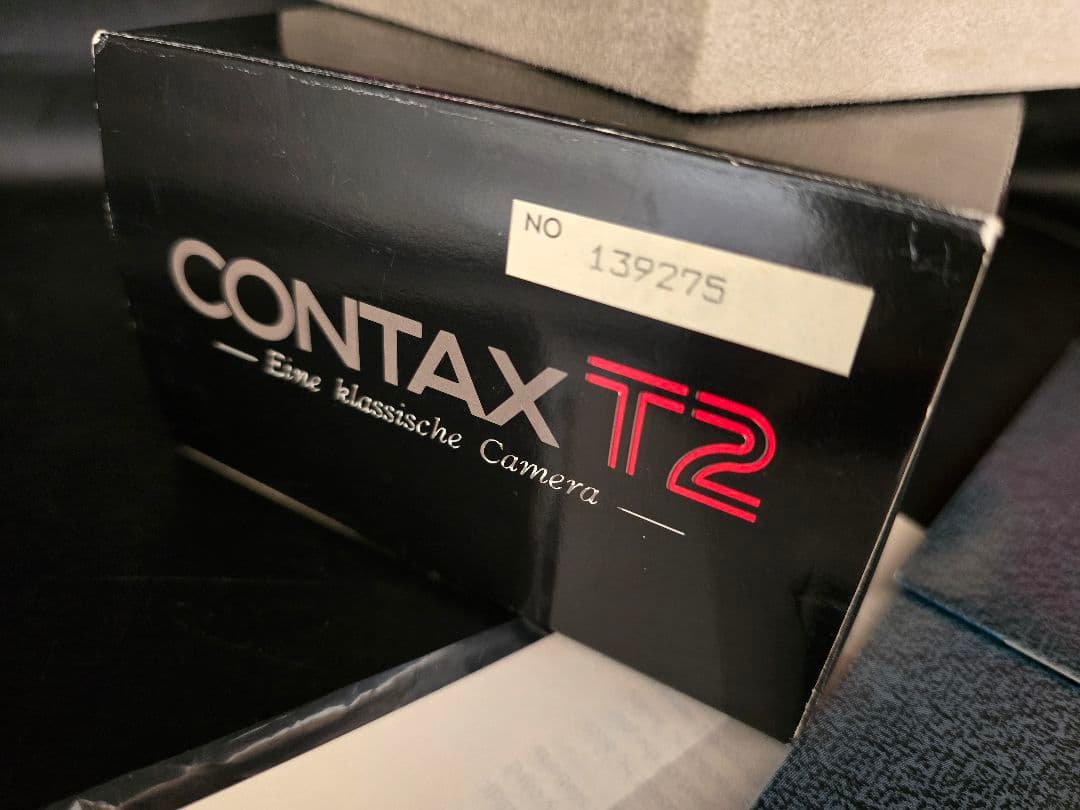 NO 139275
CONTAX T2
Eine klassische Camera